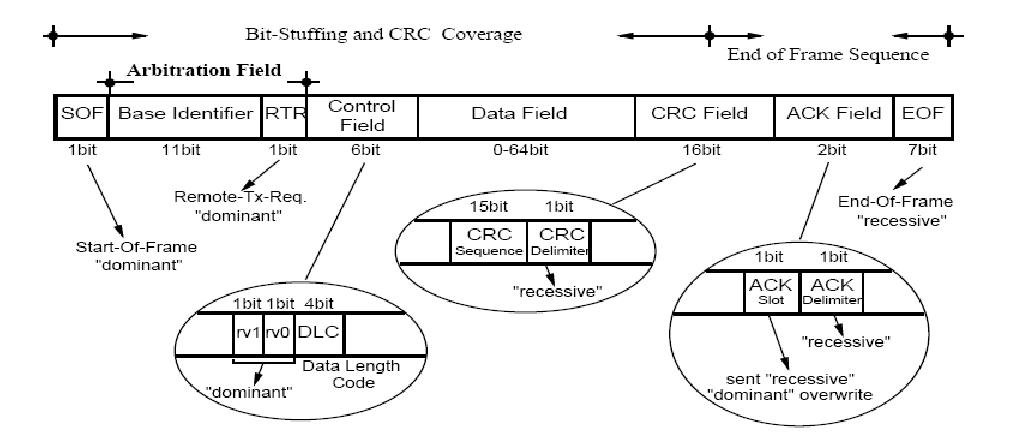 Bit-Stuffing and CRC Coverage
End of Frame Sequence
Arbitration Field
SOF
Base Identifier
RTR
Control
Field
Data Field
CRC Field
ACK Field
EOF
1bit
11bit
1bit
6bit
0-64bit
16bit
2bit
7bit
Remote-Tx-Req.
"dominant"
Start-Of-Frame
"dominant"
End-Of-Frame
"recessive"
15bit
1bit
CRC
Sequence
CRC
Delimiter
"recessive"
1bit
1bit
ACK
Slot
ACK
Delimiter
"recessive"
sent "recessive"
"dominant" overwrite
1bit
1bit
4bit
rv1
rv0
DLC
Data Length
Code
"dominant"